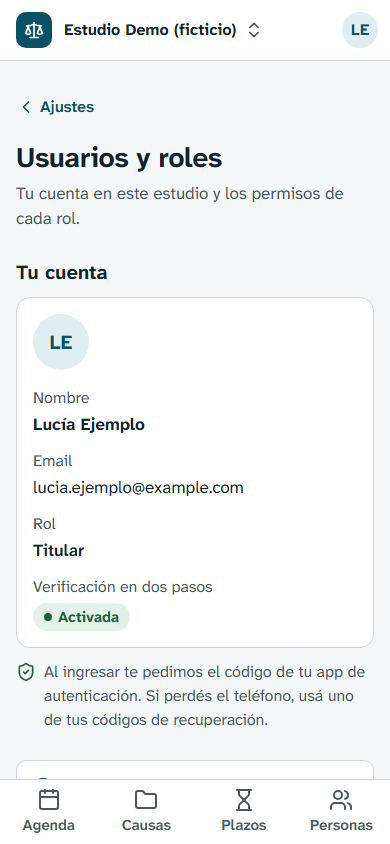 Estudio Demo (ficticio)
LE
Ajustes
Usuarios y roles
Tu cuenta en este estudio y los permisos de
cada rol.
Tu cuenta
LE
Nombre
Lucía Ejemplo
Email
lucia.ejemplo@example.com
Rol
Titular
Verificación en dos pasos
Activada
Al ingresar te pedimos el código de tu app de
autenticación. Si perdés el teléfono, usá uno
de tus códigos de recuperación.
Agenda
Causas
Plazos
Personas